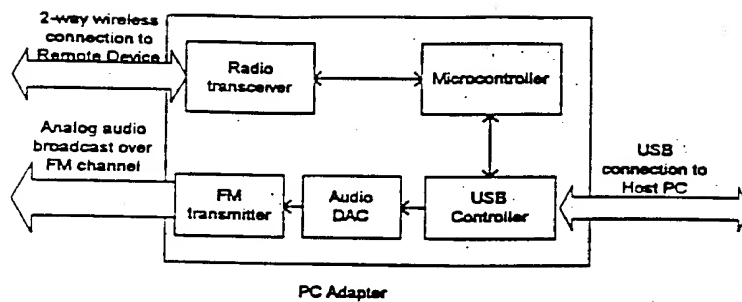 2-way wireless
connection to
Remote Device
Radio
transceiver
Microcontroller
Analog audio
broadcast over
FM channel
FM
transmitter
Audio
DAC
USB
Controller
USB
connection to
Host PC
PC Adapter